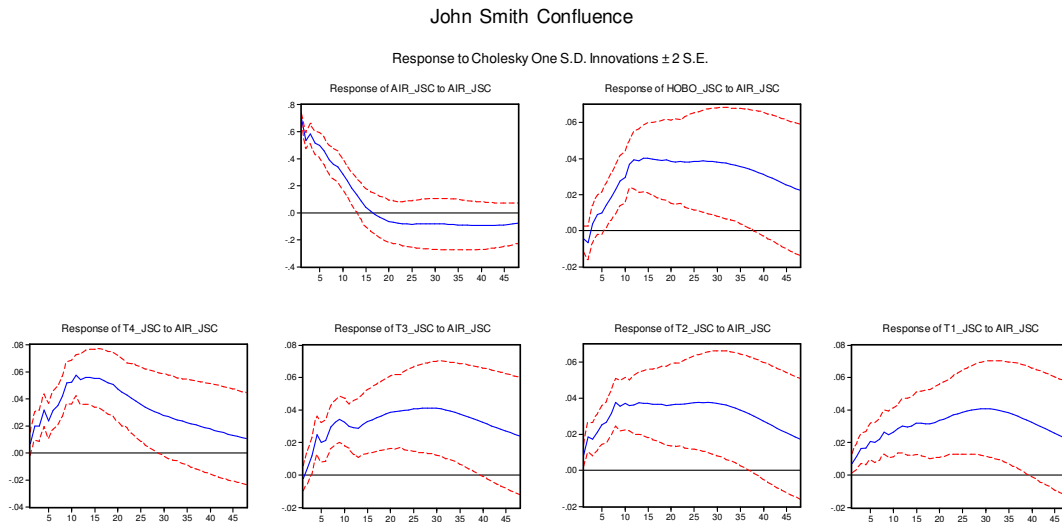 John Smith Confluence
Response to Cholesky One S.D. Innovations ± 2 S.E.
Response of AIR_JSC to AIR_JSC
.8
.6
.4
.2
.0
-.2
-.4
5 10 15 20 25 30 35 40 45
Response of HOBO_JSC to AIR_JSC
.06
.04
.02
.00
-.02
5 10 15 20 25 30 35 40 45
Response of T4_JSC to AIR_JSC
.08
.06
.04
.02
.00
-.02
-.04
5 10 15 20 25 30 35 40 45
Response of T3_JSC to AIR_JSC
.08
.06
.04
.02
.00
-.02
5 10 15 20 25 30 35 40 45
Response of T2_JSC to AIR_JSC
.06
.04
.02
.00
-.02
5 10 15 20 25 30 35 40 45
Response of T1_JSC to AIR_JSC
.08
.06
.04
.02
.00
-.02
5 10 15 20 25 30 35 40 45